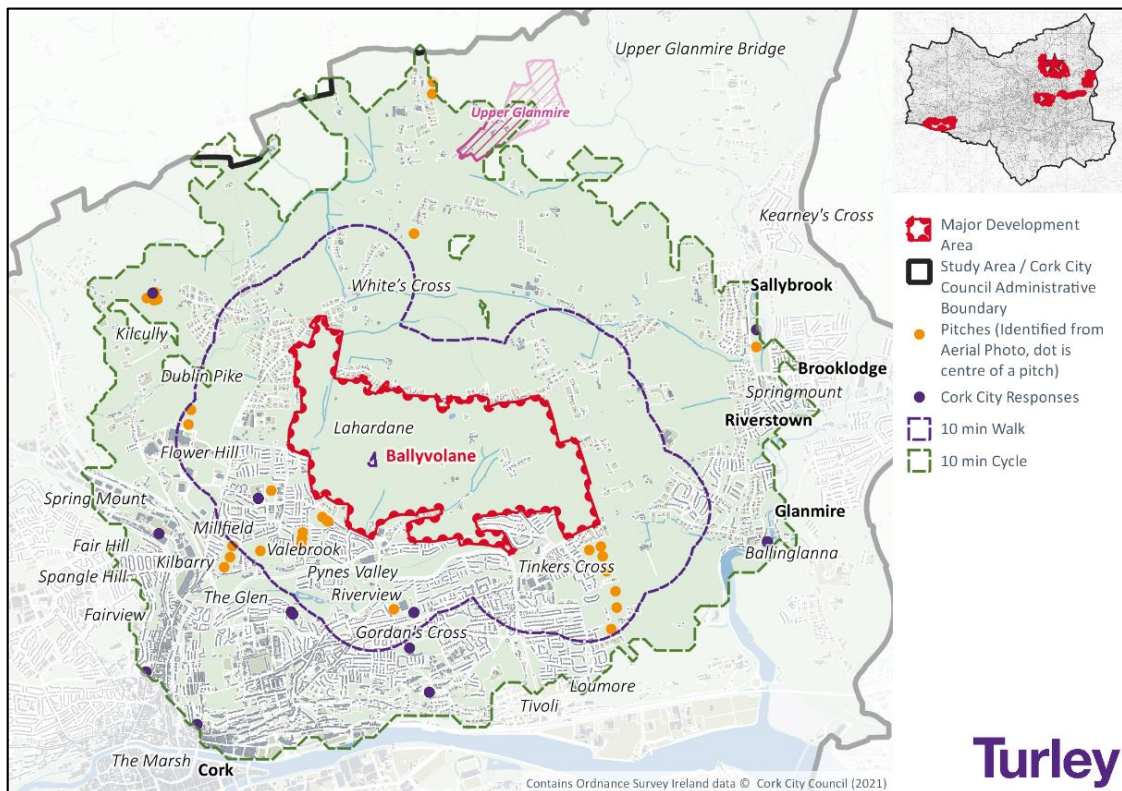 Upper Glanmire Bridge
Upper Glanmire
Kearney's Cross
White's Cross
Sallybrook
Kilcully
Dublin Pike
Brooklodge
Springmount
Riverstown
Lahardane
Flower Hill
Ballyvolane
Spring Mount
Millfield
Glanmire
Fair Hill
Valebrook
Ballinglanna
Kilbarry
Spangle Hill
Pynes Valley
Tinkers Cross
The Glen
Riverview
Fairview
Gordan's Cross
Loumore
Tivoli
The Marsh
Cork
Contains Ordnance Survey Ireland data © Cork City Council (2021)
Major Development
Area
Study Area / Cork City
Council Administrative
Boundary
Pitches (Identified from
Aerial Photo, dot is
centre of a pitch)
Cork City Responses
10 min Walk
10 min Cycle
Turley